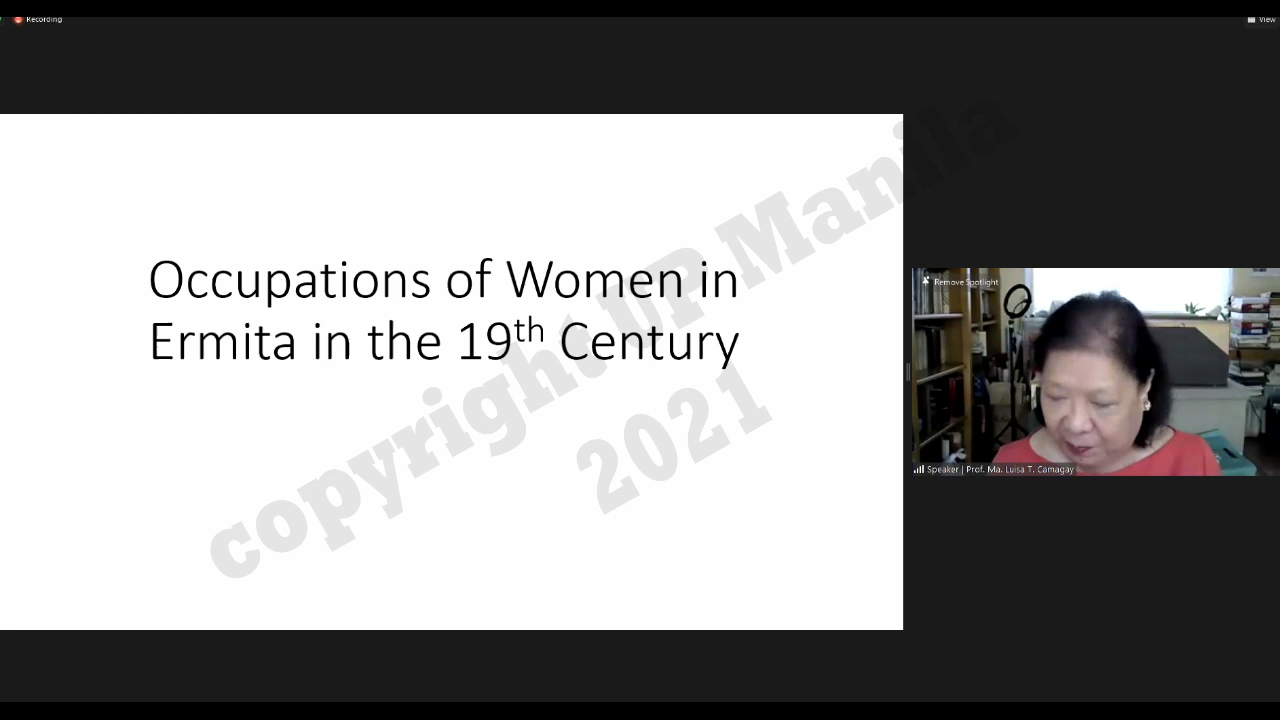 Recording
View
Occupations of Women in
Ermita in the 19th Century
copyright UP Manila
2021
Remove Spotlight
Speaker | Prof. Ma. Luisa T. Camagay